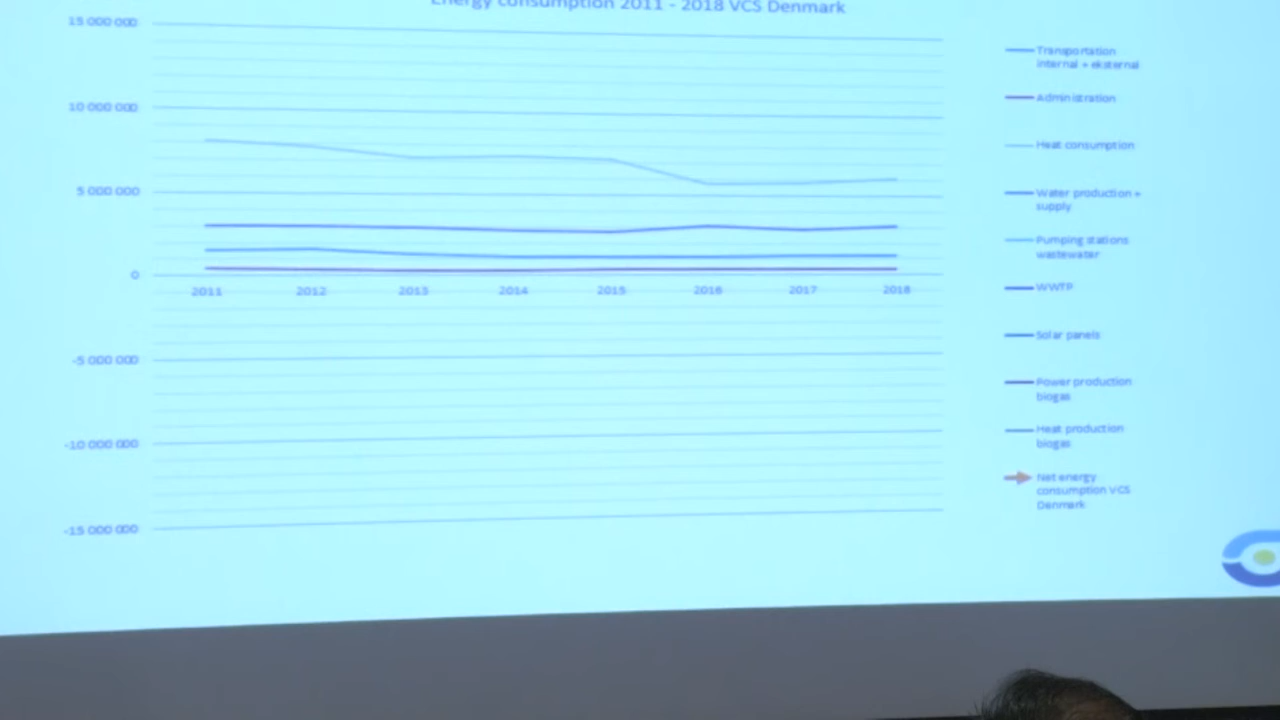 Energy consumption 2011 - 2018 VCS Denmark
15 000 000
10 000 000
5 000 000
0
-5 000 000
-10 000 000
-15 000 000
2011 2012 2013 2014 2015 2016 2017 2018
Transportation
internal + eksternal
Administration
Heat consumption
Water production +
supply
Pumping stations
wastewater
WWTP
Solar panels
Power production
biogas
Heat production
biogas
Net energy
consumption VCS
Denmark